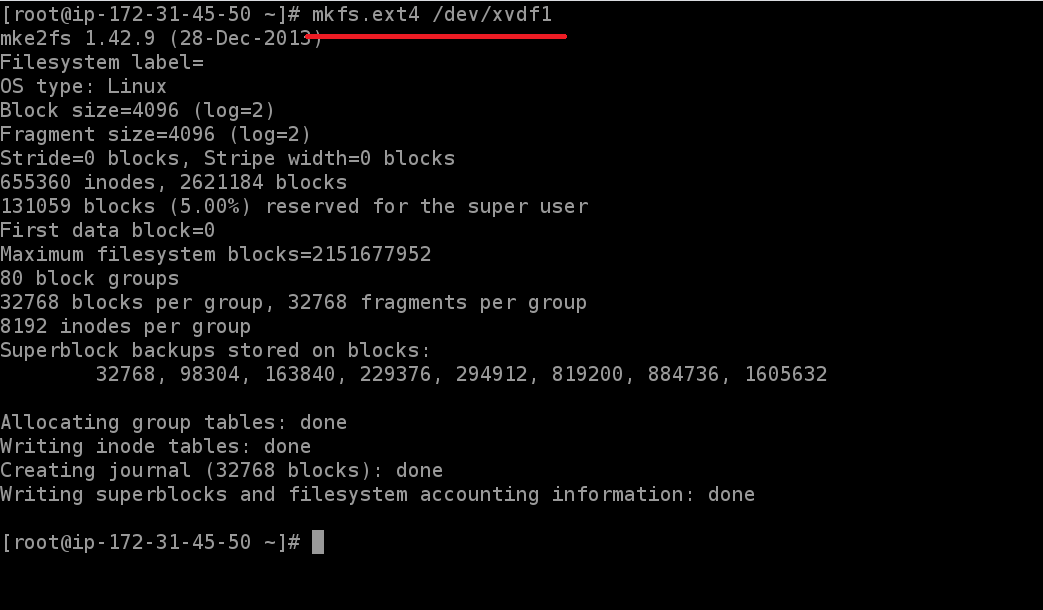 [root@ip-172-31-45-50 ~]# mkfs.ext4 /dev/xvdf1
mke2fs 1.42.9 (28-Dec-2013)
Filesystem label=
OS type: Linux
Block size=4096 (log=2)
Fragment size=4096 (log=2)
Stride=0 blocks, Stripe width=0 blocks
655360 inodes, 2621184 blocks
131059 blocks (5.00%) reserved for the super user
First data block=0
Maximum filesystem blocks=2151677952
80 block groups
32768 blocks per group, 32768 fragments per group
8192 inodes per group
Superblock backups stored on blocks:
        32768, 98304, 163840, 229376, 294912, 819200, 884736, 1605632

Allocating group tables: done
Writing inode tables: done
Creating journal (32768 blocks): done
Writing superblocks and filesystem accounting information: done

[root@ip-172-31-45-50 ~]#